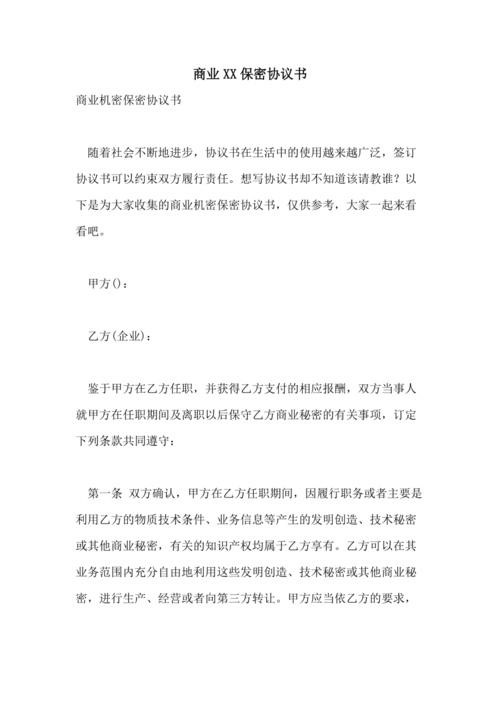 商业XX保密协议书
商业机密保密协议书
随着社会不断地进步，协议书在生活中的使用越来越广泛，签订
协议书可以约束双方履行责任。想写协议书却不知道该请教谁？以
下是为大家收集的商业机密保密协议书，仅供参考，大家一起来看
看吧。
甲方()：
乙方(企业)：
鉴于甲方在乙方任职，并获得乙方支付的相应报酬，双方当事人
就甲方在任职期间及离职以后保守乙方商业秘密的有关事项，订定
下列条款共同遵守：
第一条 双方确认，甲方在乙方任职期间，因履行职务或者主要是
利用乙方的物质技术条件、业务信息等产生的发明创造、技术秘密
或其他商业秘密，有关的知识产权均属于乙方享有。乙方可以在其
业务范围内充分自由地利用这些发明创造、技术秘密或其他商业秘
密，进行生产、经营或者向第三方转让。甲方应当依乙方的要求，